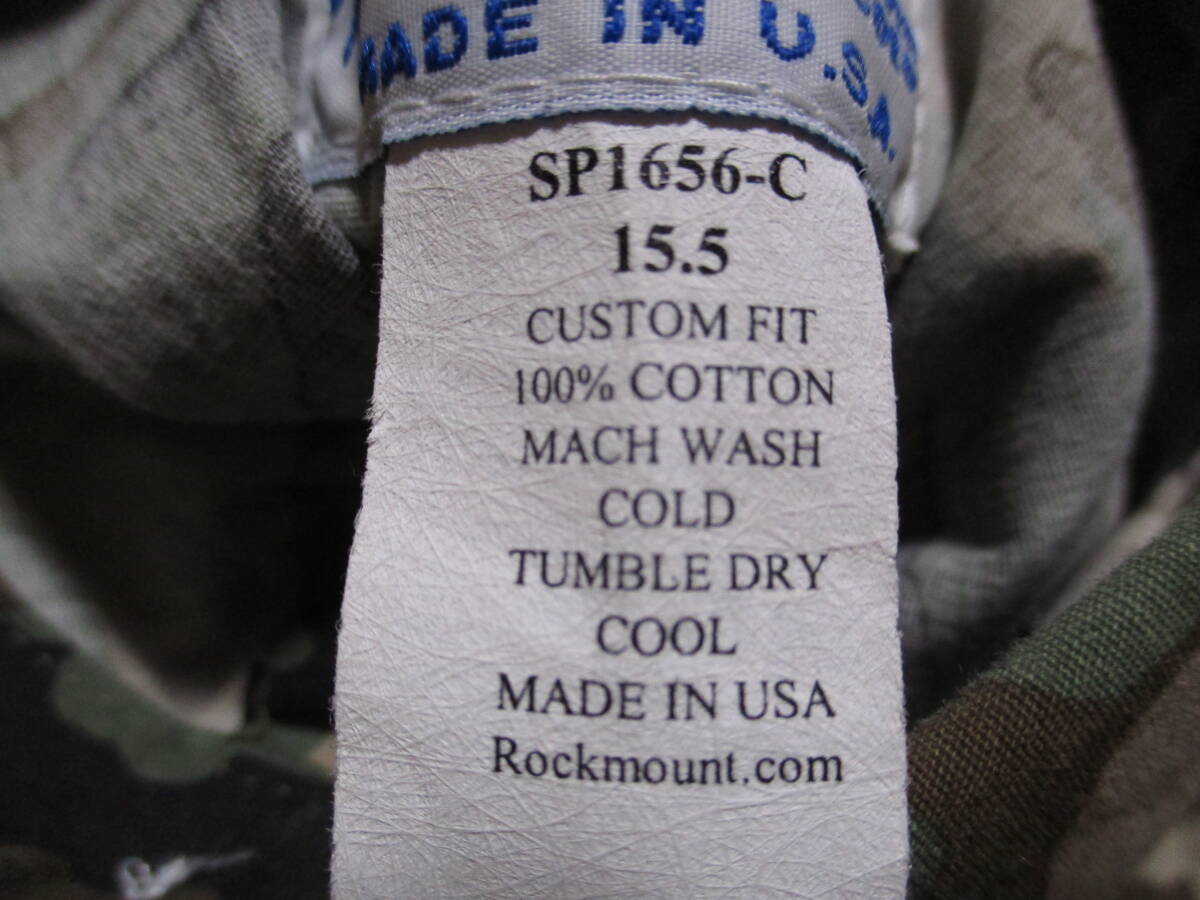 MADE IN U.S.A.
SP1656-C
15.5
CUSTOM FIT
100% COTTON
MACH WASH
COLD
TUMBLE DRY
COOL
MADE IN USA
Rockmount.com